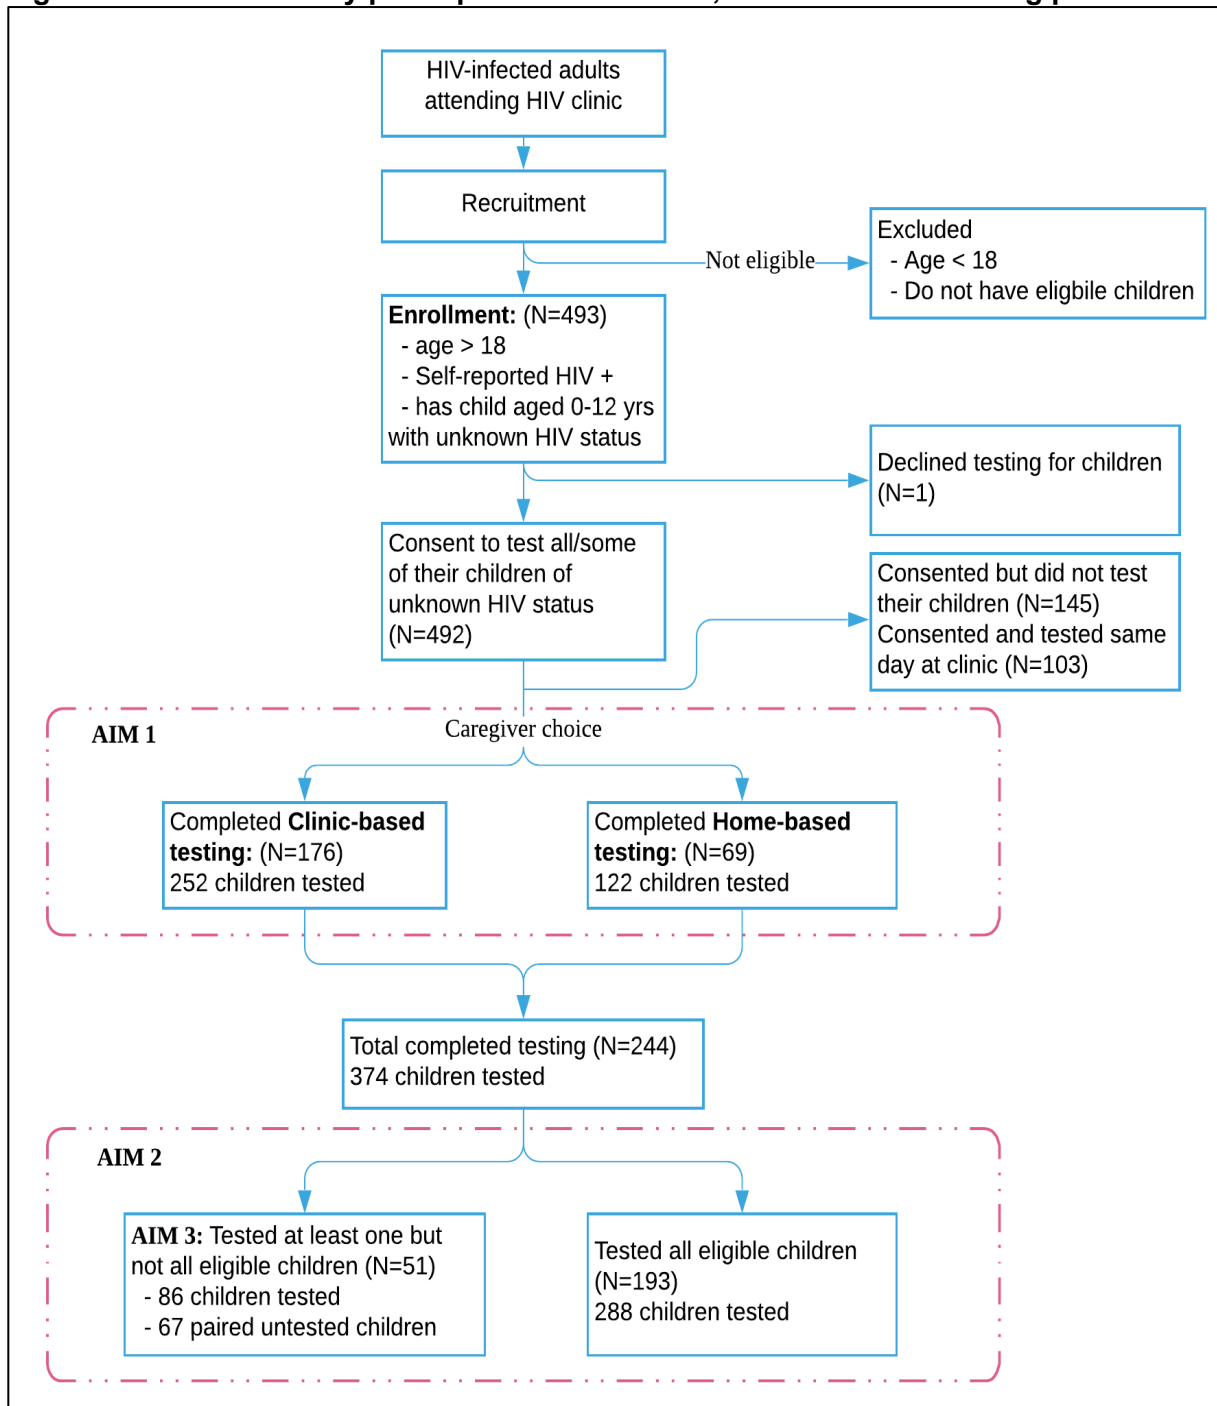 HIV-infected adults
attending HIV clinic
Recruitment
Not eligible
Excluded
- Age < 18
- Do not have eligbile children
Enrollment: (N=493)
- age > 18
- Self-reported HIV +
- has child aged 0-12 yrs
with unknown HIV status
Declined testing for children
(N=1)
Consent to test all/some
of their children of
unknown HIV status
(N=492)
Consented but did not test
their children (N=145)
Consented and tested same
day at clinic (N=103)
AIM 1
Caregiver choice
Completed Clinic-based
testing: (N=176)
252 children tested
Completed Home-based
testing: (N=69)
122 children tested
Total completed testing (N=244)
374 children tested
AIM 2
AIM 3: Tested at least one but
not all eligible children (N=51)
- 86 children tested
- 67 paired untested children
Tested all eligible children
(N=193)
288 children tested